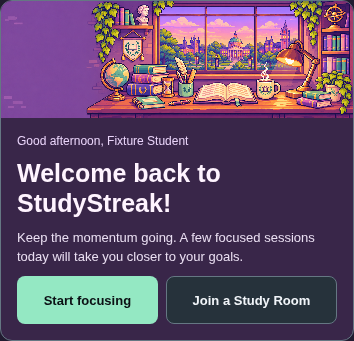 Good afternoon, Fixture Student
Welcome back to
StudyStreak!
Keep the momentum going. A few focused sessions
today will take you closer to your goals.
Start focusing
Join a Study Room